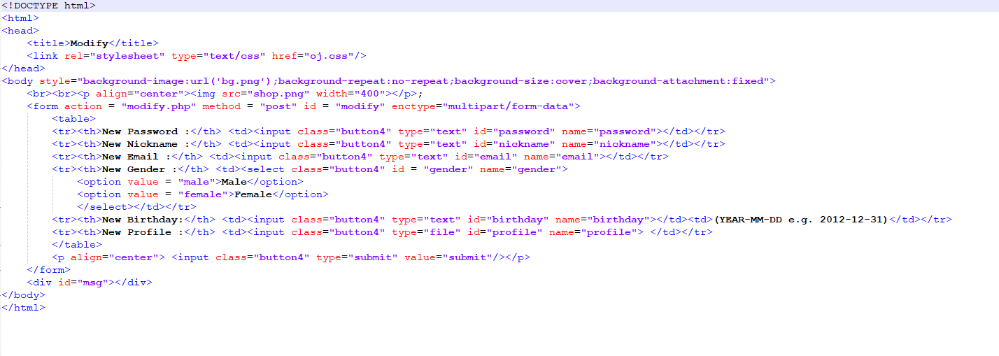 <!DOCTYPE html>
<html>
<head>
    <title>Modify</title>
    <link rel="stylesheet" type="text/css" href="oj.css"/>
</head>
<body style="background-image:url('bg.png');background-repeat:no-repeat;background-size:cover;background-attachment:fixed">
    <br><br><p align="center"><img src="shop.png" width="400"></p>;
    <form action = "modify.php" method = "post" id = "modify" enctype="multipart/form-data">
        <table>
        <tr><th>New Password :</th> <td><input class="button4" type="text" id="password" name="password"></td></tr>
        <tr><th>New Nickname :</th> <td><input class="button4" type="text" id="nickname" name="nickname"></td></tr>
        <tr><th>New Email :</th> <td><input class="button4" type="text" id="email" name="email"></td></tr>
        <tr><th>New Gender :</th> <td><select class="button4" id = "gender" name="gender">
            <option value = "male">Male</option>
            <option value = "female">Female</option>
            </select></td></tr>
        <tr><th>New Birthday:</th> <td><input class="button4" type="text" id="birthday" name="birthday"></td><td>(YEAR-MM-DD e.g. 2012-12-31)</td></tr>
        <tr><th>New Profile :</th> <td><input class="button4" type="file" id="profile" name="profile"> </td></tr>
        </table>
        <p align="center"> <input class="button4" type="submit" value="submit"/></p>
    </form>
    <div id="msg"></div>
</body>
</html>